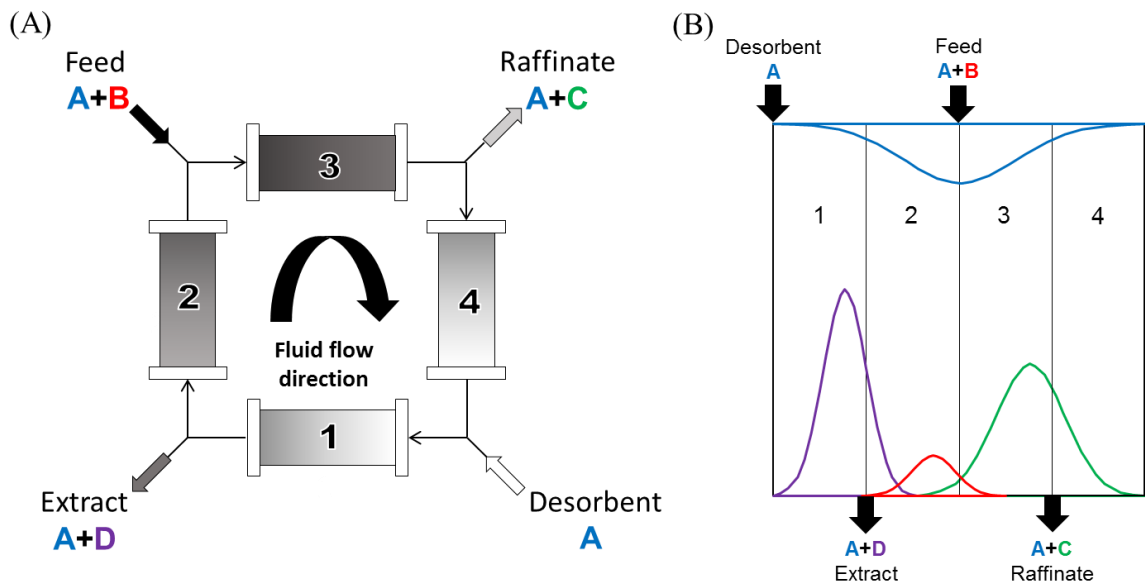 (A)
Feed
A+B
Raffinate
A+C
3
2
4
Fluid flow
direction
1
Extract
A+D
Desorbent
A
(B)
Desorbent
A
Feed
A+B
1
2
3
4
A+D
Extract
A+C
Raffinate